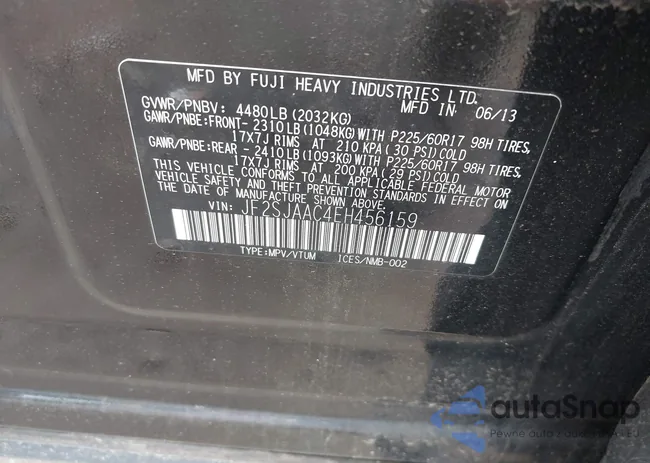 MFD BY FUJI HEAVY INDUSTRIES LTD.
MFD IN 06/13
GVWR/PNBV: 4480LB (2032KG)
GAWR/PNBE:FRONT- 2310LB (1048KG) WITH P225/60R17 98H TIRES,
17X7J RIMS AT 210 KPA (30 PSI) COLD
GAWR/PNBE:REAR - 2410LB (1093KG) WITH P225/60R17 98H TIRES,
17X7J RIMS AT 200 KPA (29 PSI) COLD
THIS VEHICLE CONFORMS TO ALL APPLICABLE FEDERAL MOTOR
VEHICLE SAFETY AND THEFT PREVENTION STANDARDS IN EFFECT ON
THE DATE OF MANUFACTURE SHOWN ABOVE.
VIN: JF2SJAAC4EH456159
TYPE:MPV/VTUM ICES/NMB-002
autaSnap
Pewne auto z